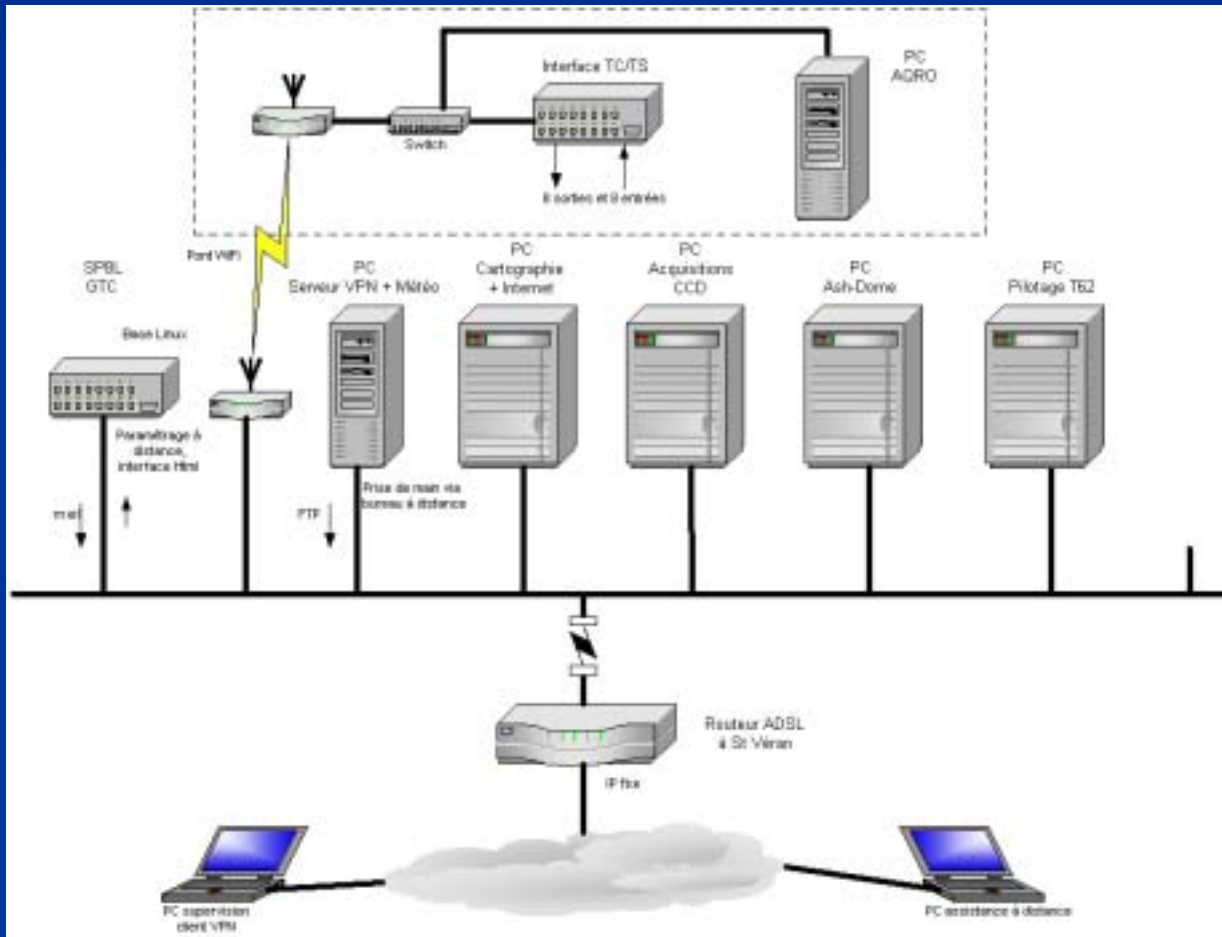 Interface TC/TS
PC
AQRO
Switch
8 sorties et 8 entrées
Pont WiFi
SPBL
GTC
Base Linux
PC
Serveur VPN + Météo
PC
Cartographie
+ Internet
PC
Acquisitions
CCD
PC
Ash-Dome
PC
Pilotage T62
Paramétrage à
distance,
interface Html
mail
FTP
Prise de main via
bureau à distance
Routeur ADSL
à St Véran
IP fixe
PC supervision
client VPN
PC assistance à distance